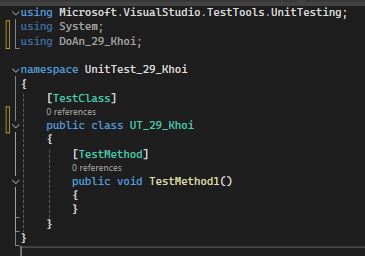 using Microsoft.VisualStudio.TestTools.UnitTesting;
using System;
using DoAn_29_Khoi;
namespace UnitTest_29_Khoi
{
[TestClass]
0 references
public class UT_29_Khoi
{
[TestMethod]
0 references
public void TestMethod1()
{
}
}
}